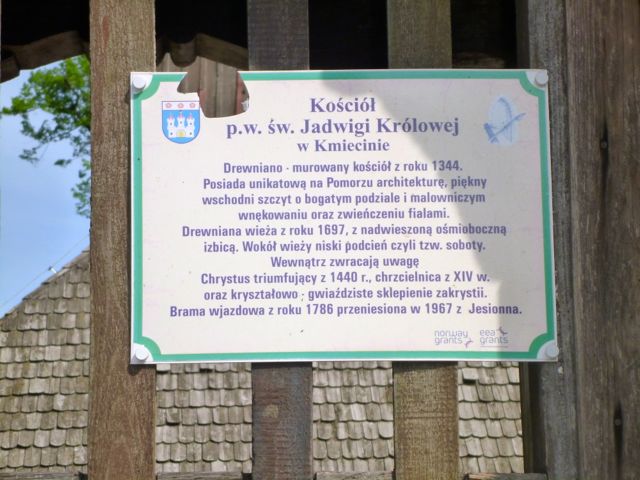 Kościół
p.w. św. Jadwigi Królowej
w Kmiecinie
Drewniano - murowany kościół z roku 1344.
Posiada unikatową na Pomorzu architekturę, piękny
wschodni szczyt o bogatym podziale i malowniczym
wnękowaniu oraz zwieńczeniu fialami.
Drewniana wieża z roku 1697, z nadwieszoną ośmioboczną
izbicą. Wokół wieży niski podcień czyli tzw. soboty.
Wewnątrz zwracają uwagę
Chrystus triumfujący z 1440 r., chrzcielnica z XIV w.
oraz kryształowo - gwiaździste sklepienie zakrystii.
Brama wjazdowa z roku 1786 przeniesiona w 1967 z Jesionna.
norway grants eea grants